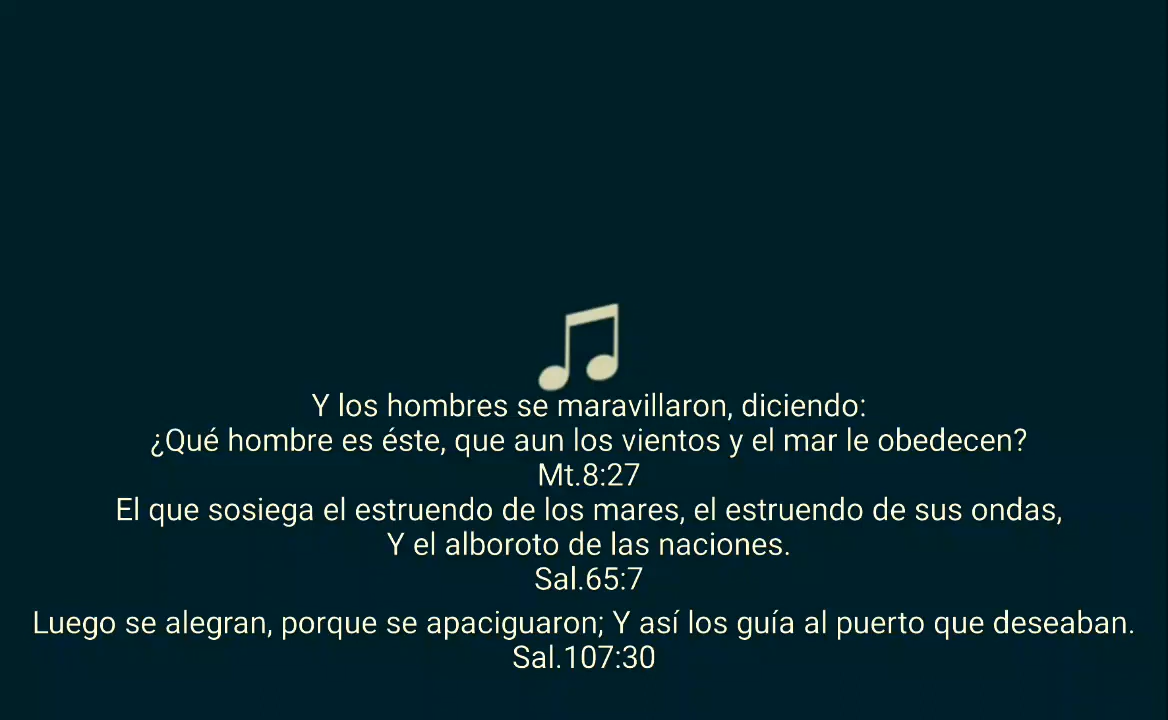 Y los hombres se maravillaron, diciendo:
¿Qué hombre es éste, que aun los vientos y el mar le obedecen?
Mt.8:27
El que sosiega el estruendo de los mares, el estruendo de sus ondas,
Y el alboroto de las naciones.
Sal.65:7
Luego se alegran, porque se apaciguaron; Y así los guía al puerto que deseaban.
Sal.107:30